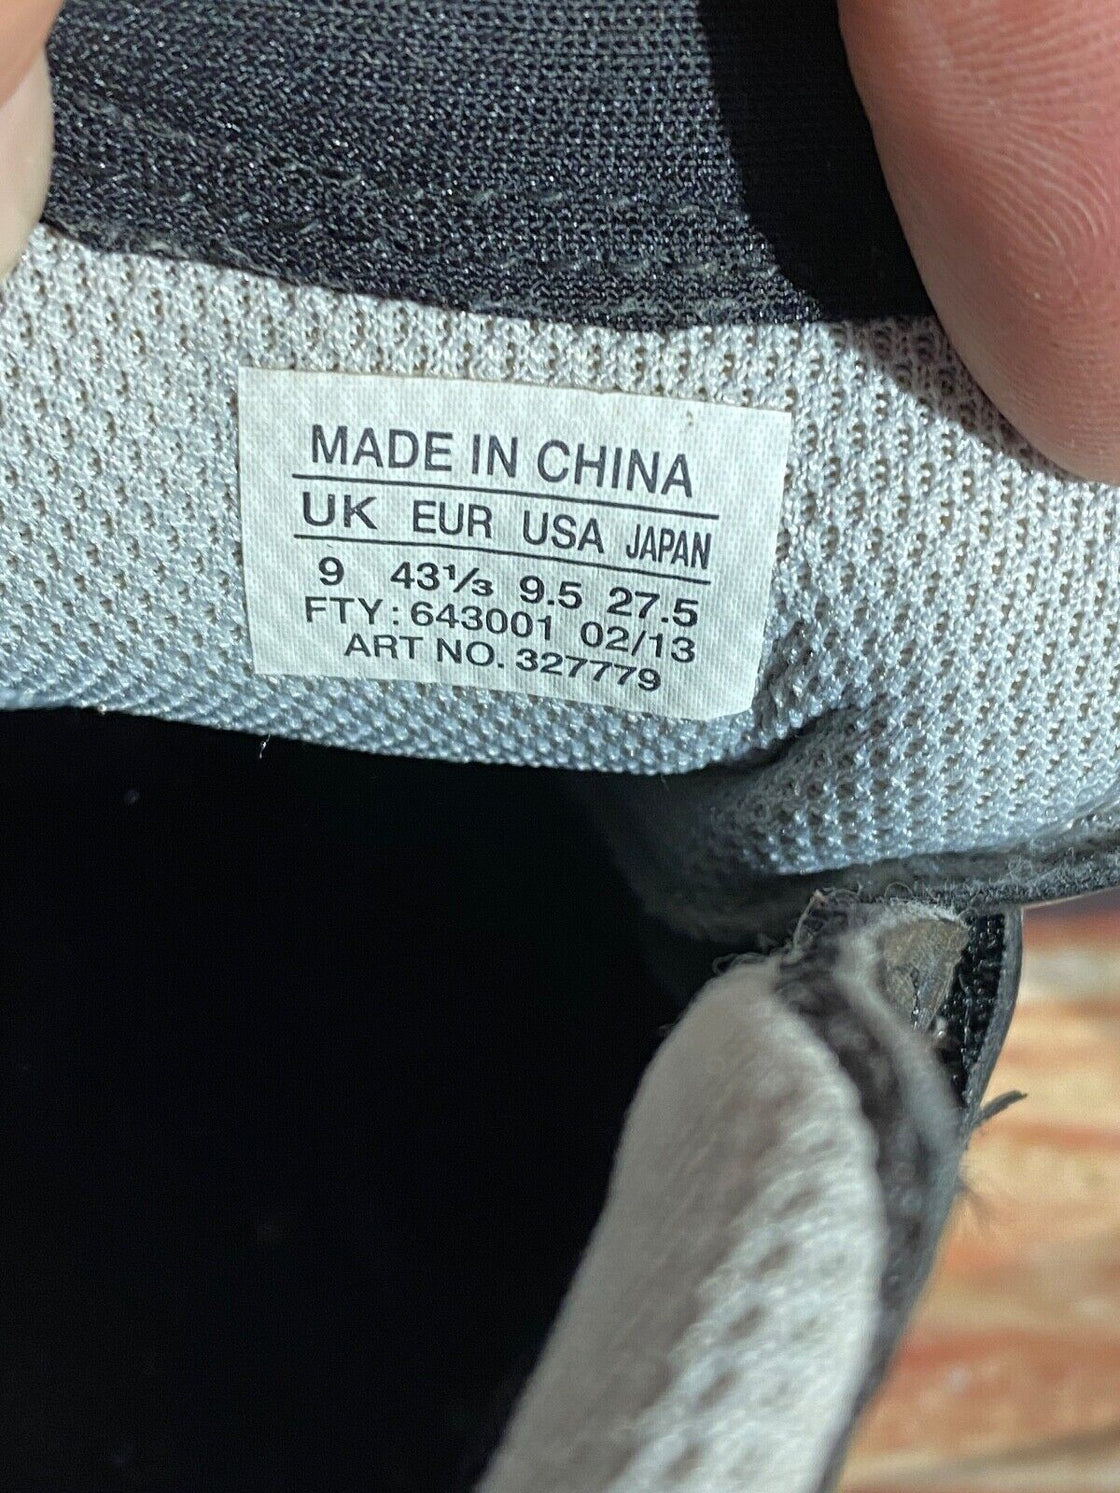 MADE IN CHINA
UK EUR USA JAPAN
9 43⅓ 9.5 27.5
FTY: 643001 02/13
ART NO. 327779